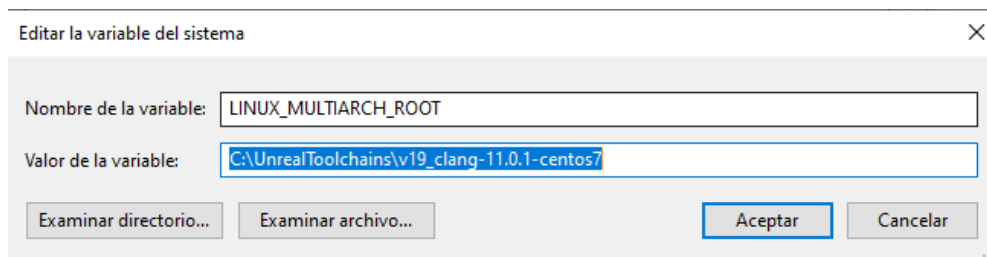 Editar la variable del sistema
Nombre de la variable: LINUX_MULTIARCH_ROOT
Valor de la variable: C:\UnrealToolchains\v19_clang-11.0.1-centos7
Examinar directorio... Examinar archivo... Aceptar Cancelar